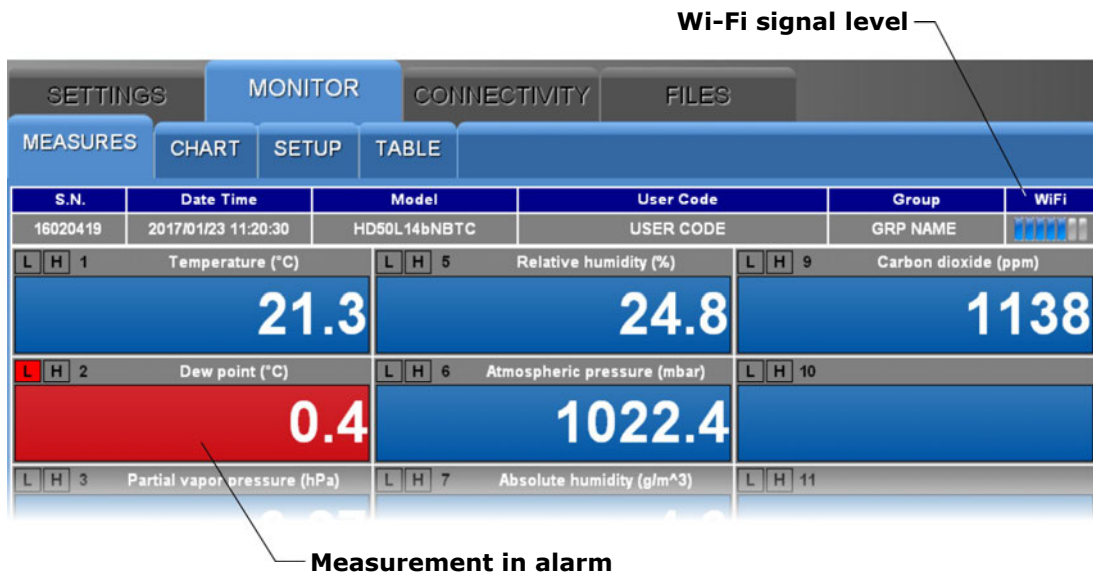 Wi-Fi signal level
SETTINGS MONITOR CONNECTIVITY FILES
MEASURES CHART SETUP TABLE
S.N. Date Time Model User Code Group WiFi
16020419 2017/01/23 11:20:30 HD50L14bNBTC USER CODE GRP NAME
L H 1 Temperature (°C) L H 5 Relative humidity (%) L H 9 Carbon dioxide (ppm)
21.3 24.8 1138
L H 2 Dew point (°C) L H 6 Atmospheric pressure (mbar) L H 10
0.4 1022.4
L H 3 Partial vapor pressure (hPa) L H 7 Absolute humidity (g/m^3) L H 11
Measurement in alarm